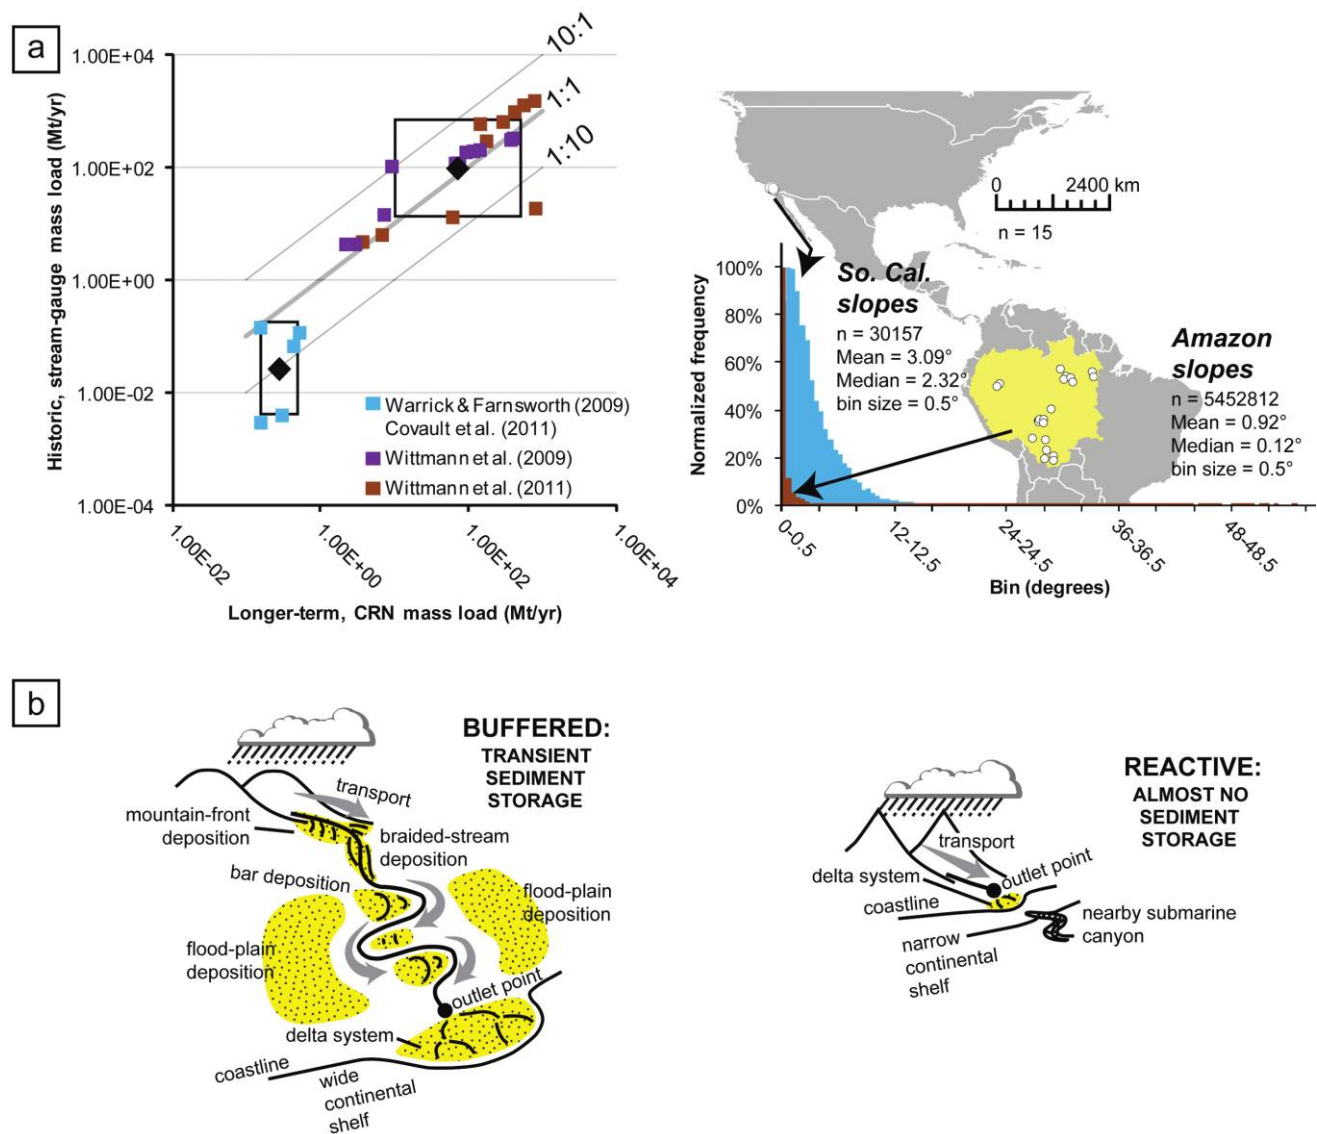 a
10:1
1:1
1:10
1.00E+04
1.00E+02
1.00E+00
1.00E-02
1.00E-04
Historic, stream-gauge mass load (Mt/yr)
1.00E-02
1.00E+00
1.00E+02
1.00E+04
Longer-term, CRN mass load (Mt/yr)
Warrick & Farnsworth (2009)
Covault et al. (2011)
Wittmann et al. (2009)
Wittmann et al. (2011)
0 2400 km
n = 15
Normalized frequency
100%
80%
60%
40%
20%
0%
So. Cal.
slopes
n = 30157
Mean = 3.09°
Median = 2.32°
bin size = 0.5°
Amazon
slopes
n = 5452812
Mean = 0.92°
Median = 0.12°
bin size = 0.5°
0-0.5
12-12.5
24-24.5
36-36.5
48-48.5
Bin (degrees)
b
BUFFERED:
TRANSIENT
SEDIMENT
STORAGE
transport
mountain-front
deposition
braided-stream
deposition
bar deposition
flood-plain
deposition
flood-plain
deposition
outlet point
delta system
coastline
wide
continental
shelf
REACTIVE:
ALMOST NO
SEDIMENT
STORAGE
transport
delta system
outlet point
coastline
nearby submarine
canyon
narrow
continental
shelf